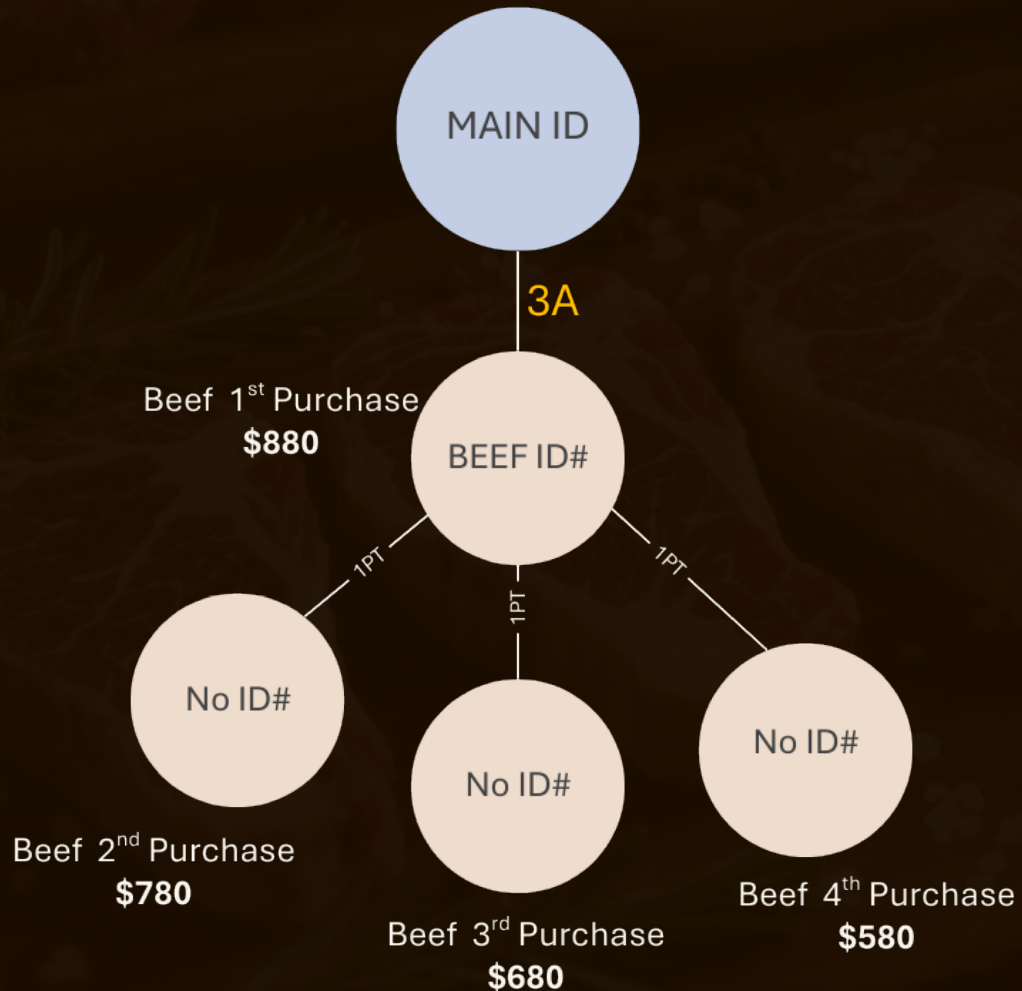 MAIN ID
3A
Beef 1st Purchase
$880
BEEF ID#
1PT
1PT
1PT
No ID#
No ID#
No ID#
Beef 2nd Purchase
$780
Beef 3rd Purchase
$680
Beef 4th Purchase
$580